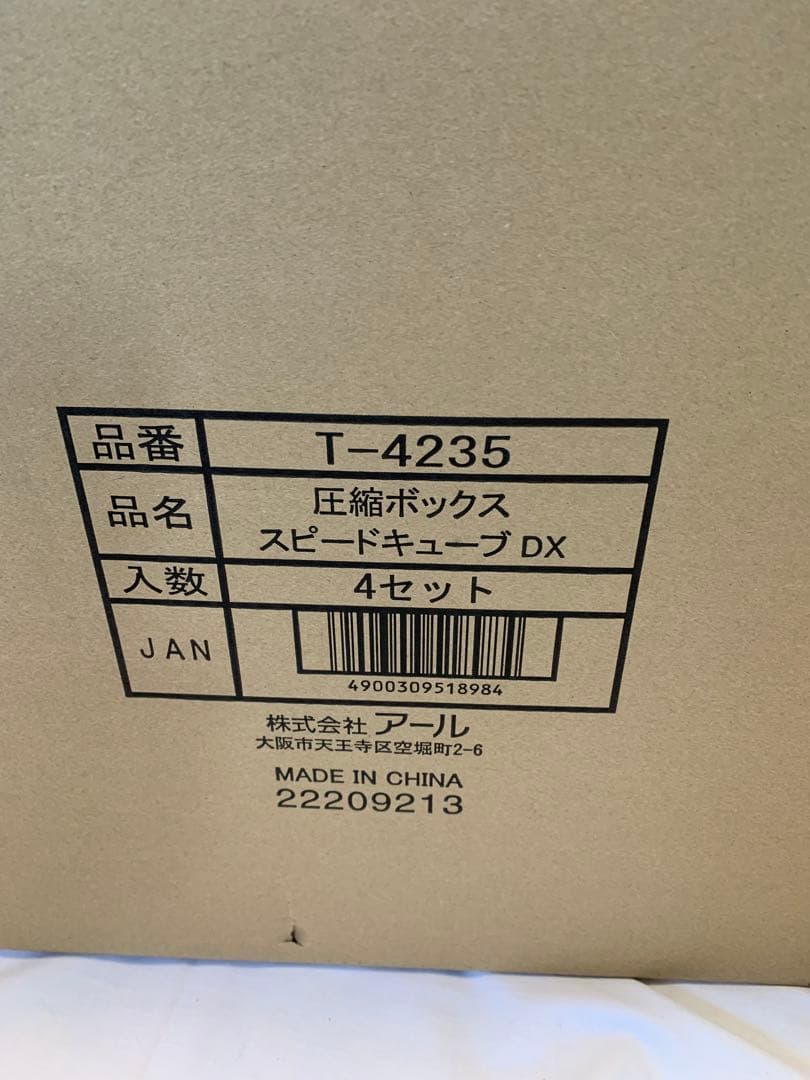 品番 T-4235
品名 圧縮ボックス
スピードキューブ DX
入数 4セット
JAN
4900309518984
株式会社 アール
大阪市天王寺区空堀町2-6
MADE IN CHINA
22209213